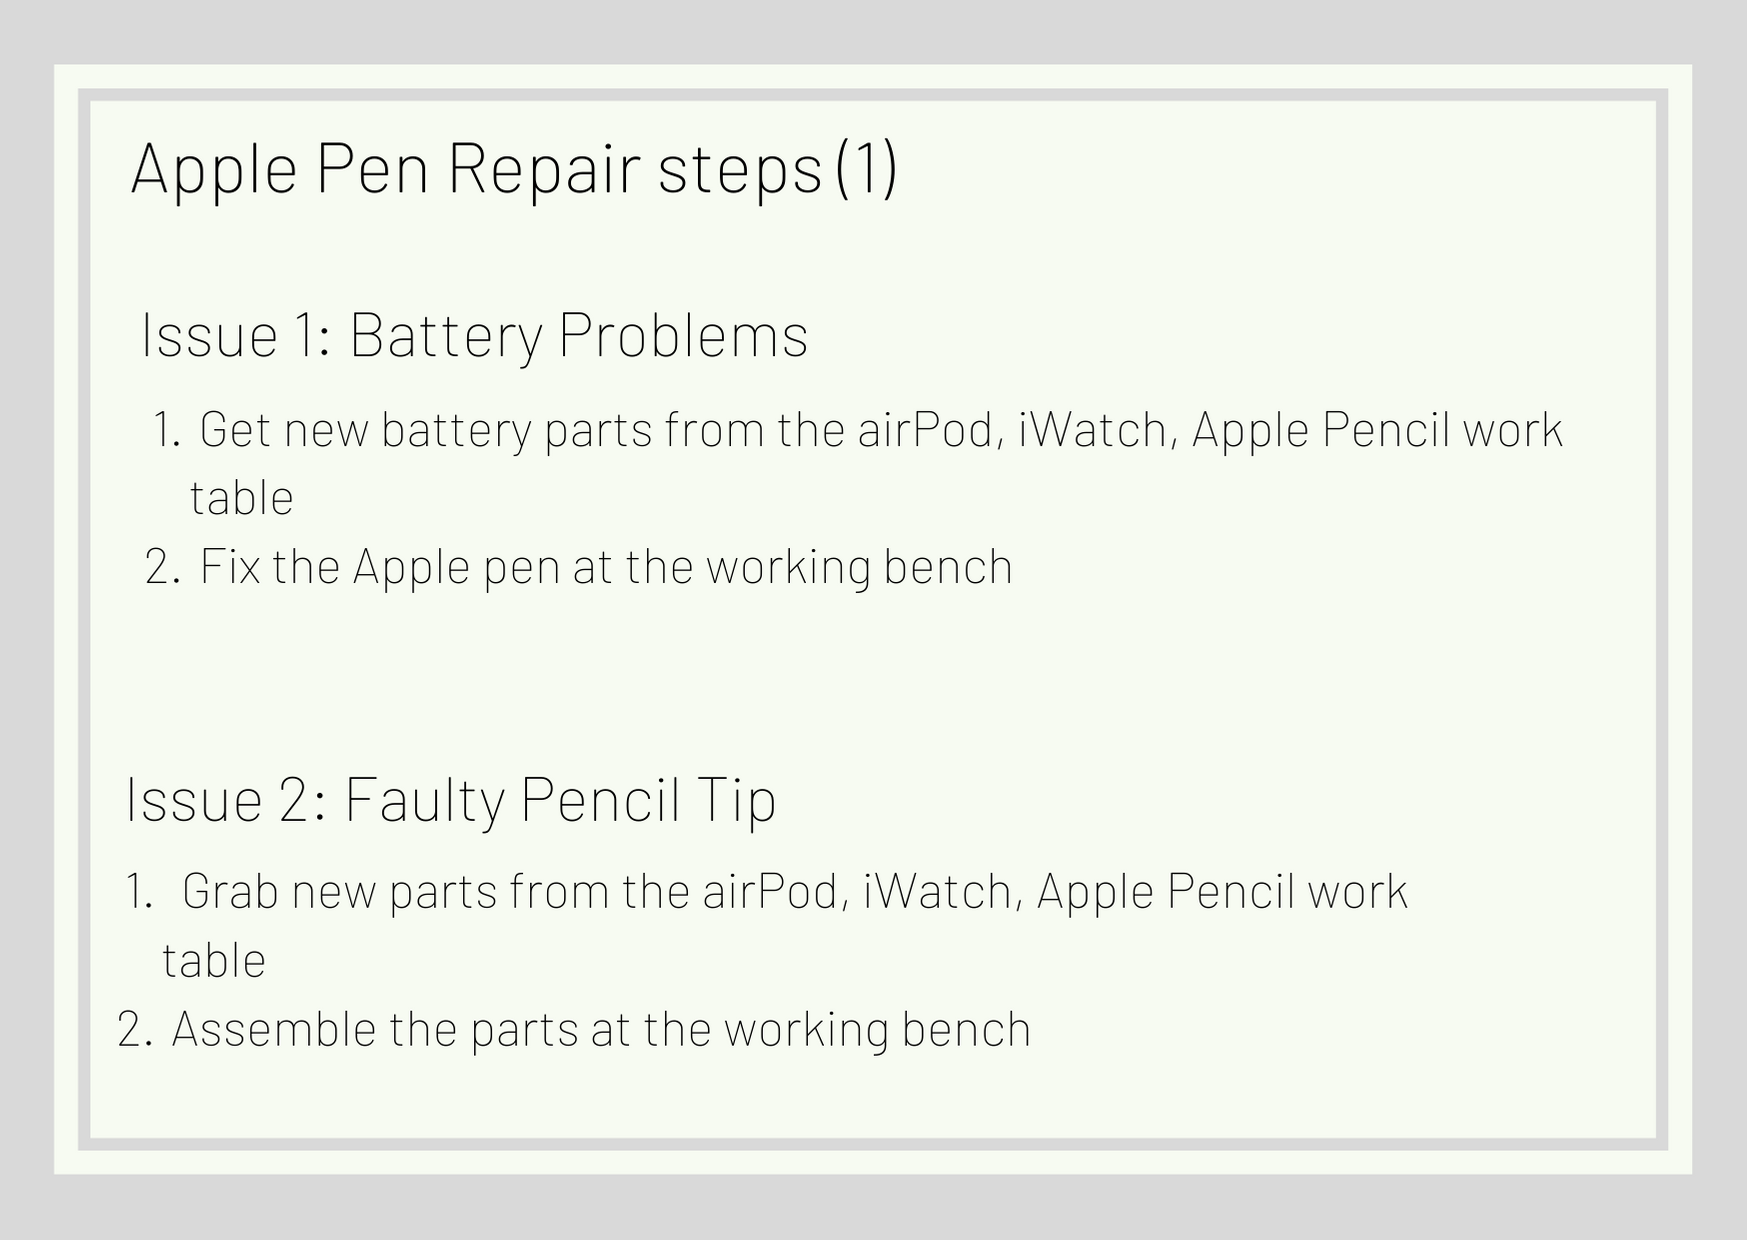 Apple Pen Repair steps (1)
Issue 1: Battery Problems
1. Get new battery parts from the airPod, iWatch, Apple Pencil work
table
2. Fix the Apple pen at the working bench
Issue 2: Faulty Pencil Tip
1. Grab new parts from the airPod, iWatch, Apple Pencil work
table
2. Assemble the parts at the working bench